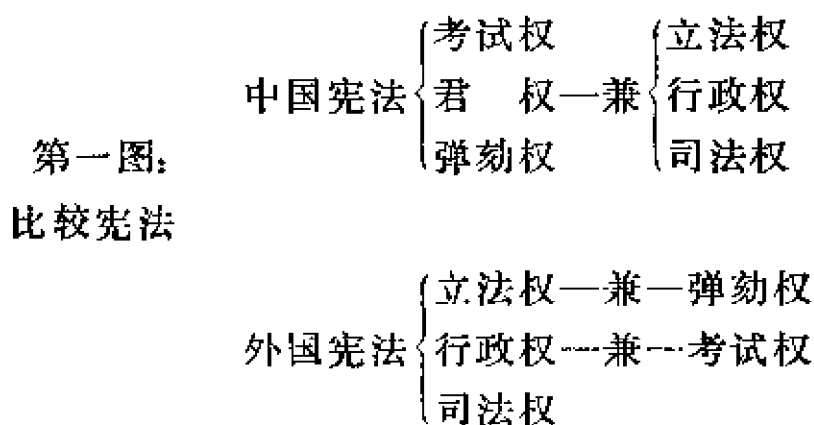 考试权 立法权
中国宪法 君 权—兼 行政权
第一图： 弹劾权 司法权
比较宪法
立法权—兼—弹劾权
外国宪法 行政权—兼—考试权
司法权